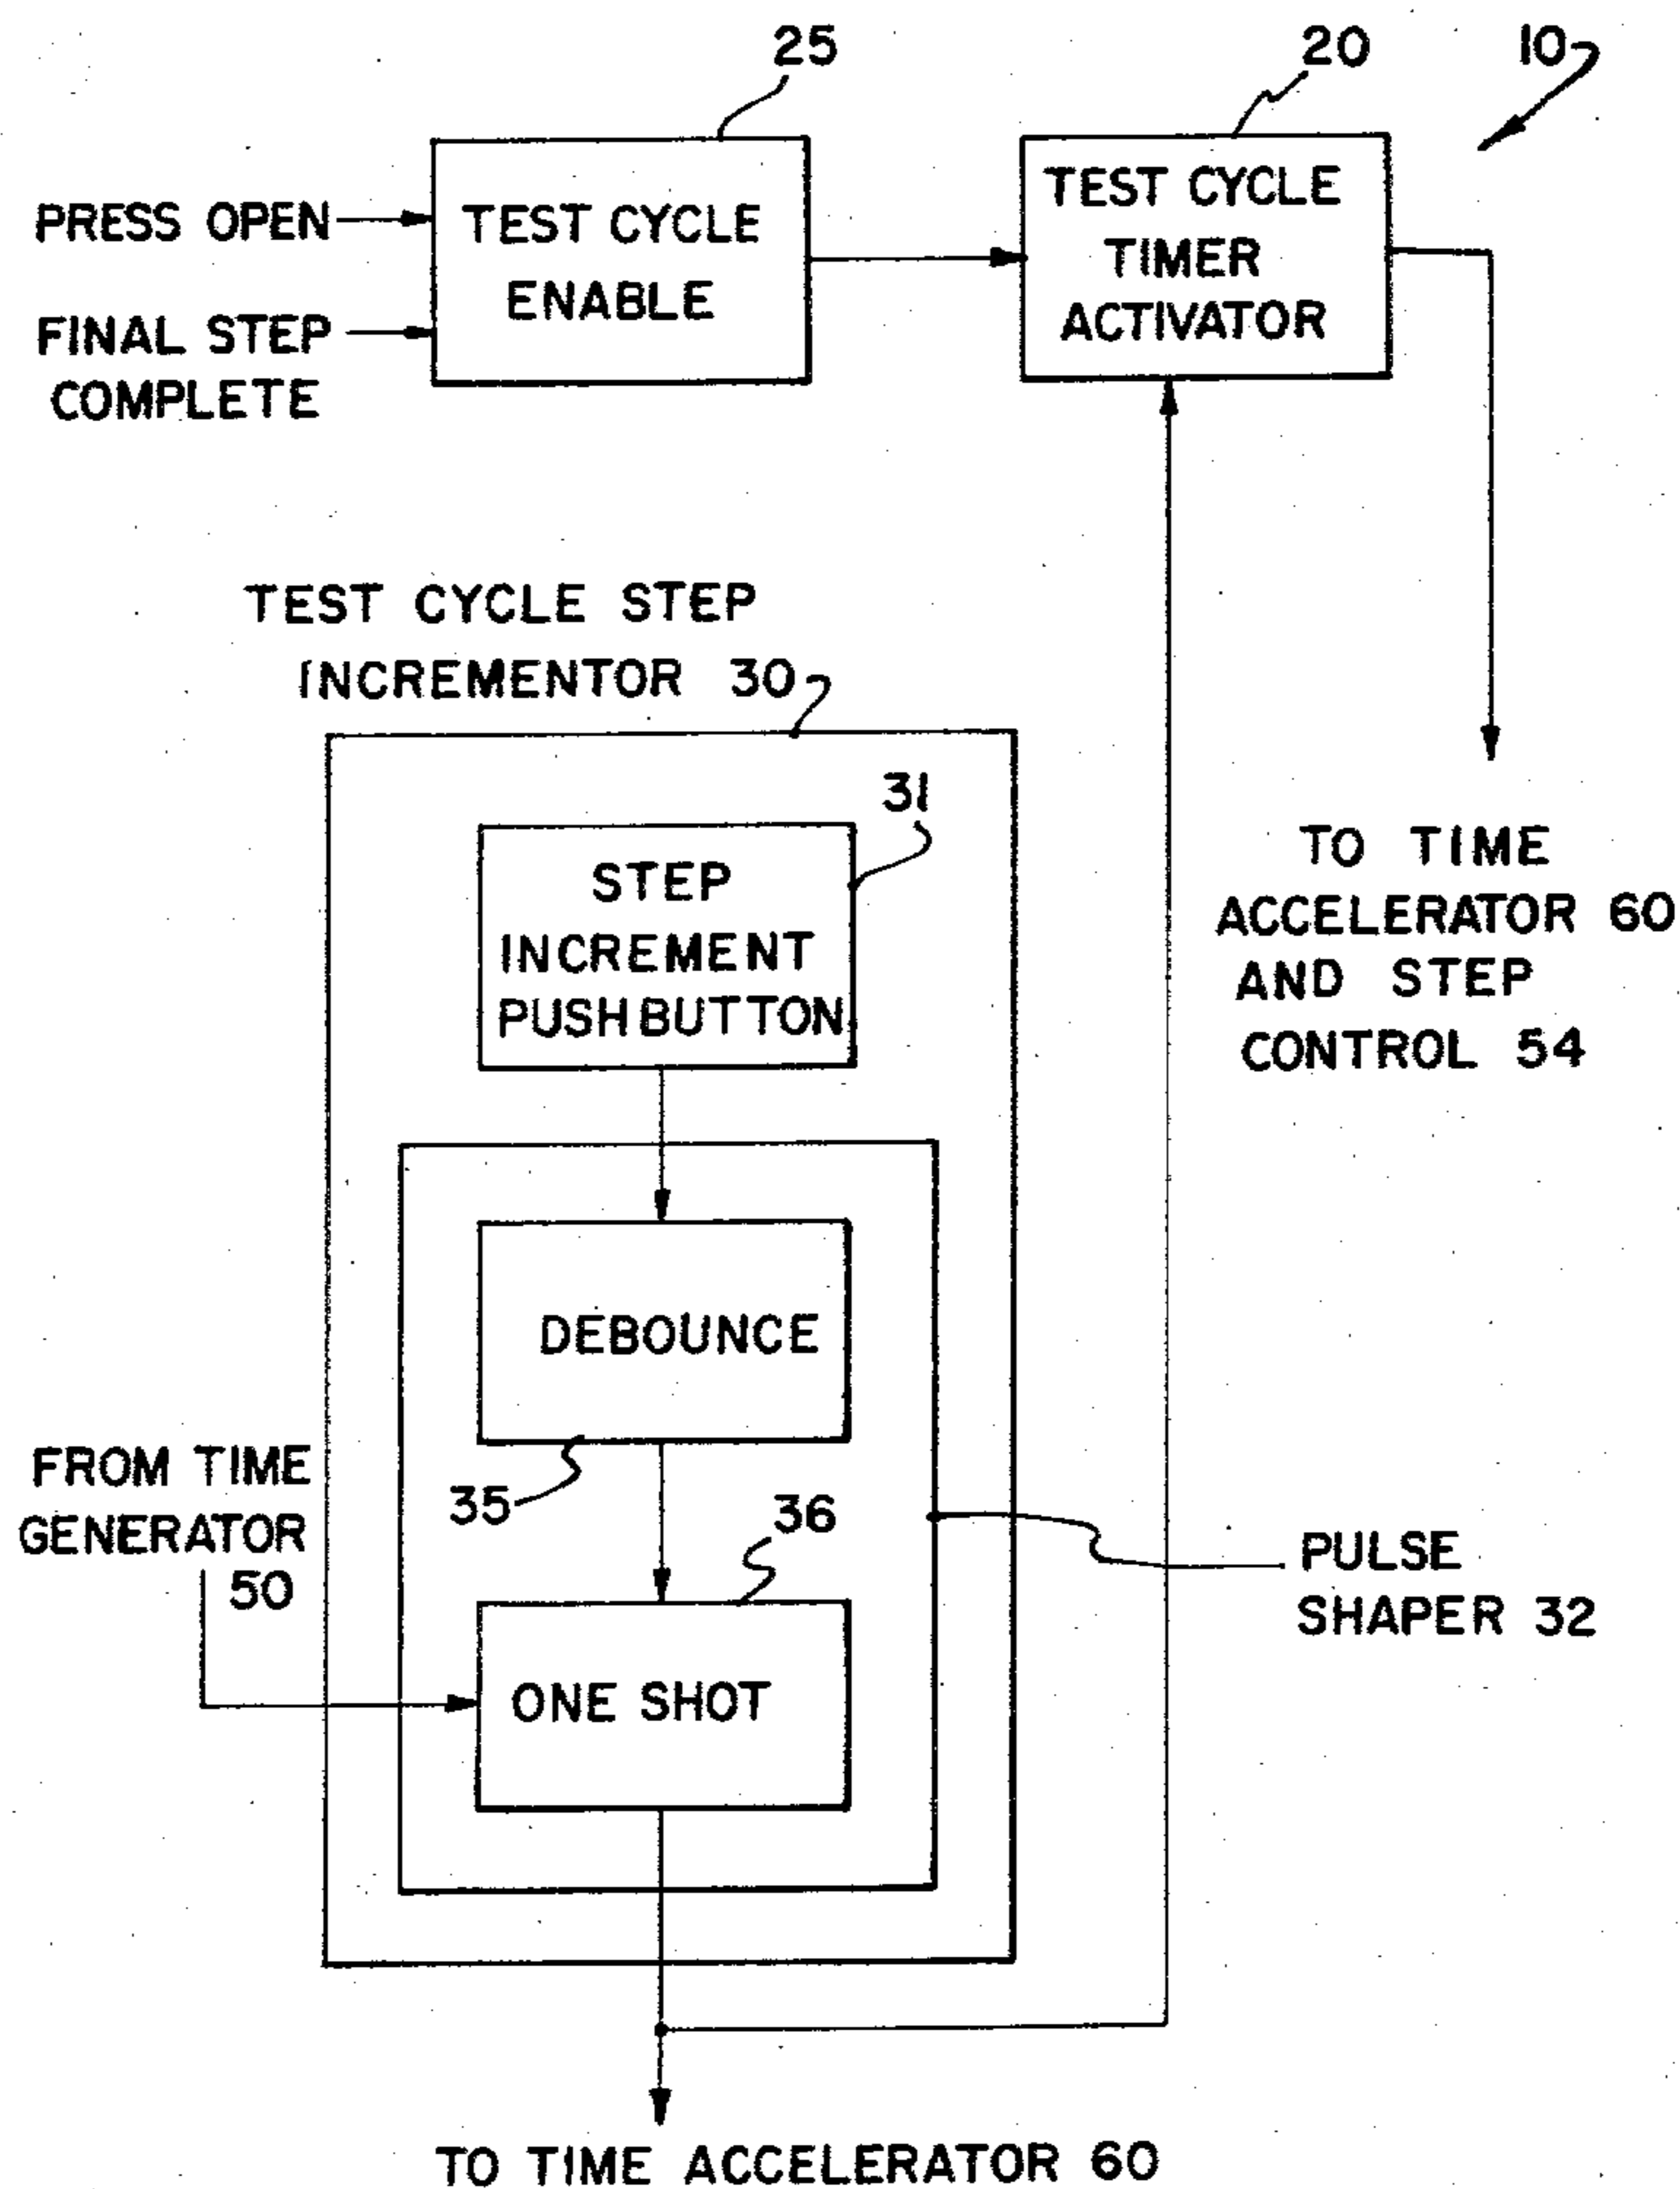 25
20
10
PRESS OPEN
TEST CYCLE
ENABLE
TEST CYCLE
TIMER
ACTIVATOR
FINAL STEP
COMPLETE
TEST CYCLE STEP
INCREMENTOR 30
31
STEP
INCREMENT
PUSHBUTTON
TO TIME
ACCELERATOR 60
AND STEP
CONTROL 54
DEBOUNCE
35
FROM TIME
GENERATOR
50
36
ONE SHOT
PULSE
SHAPER 32
TO TIME ACCELERATOR 60